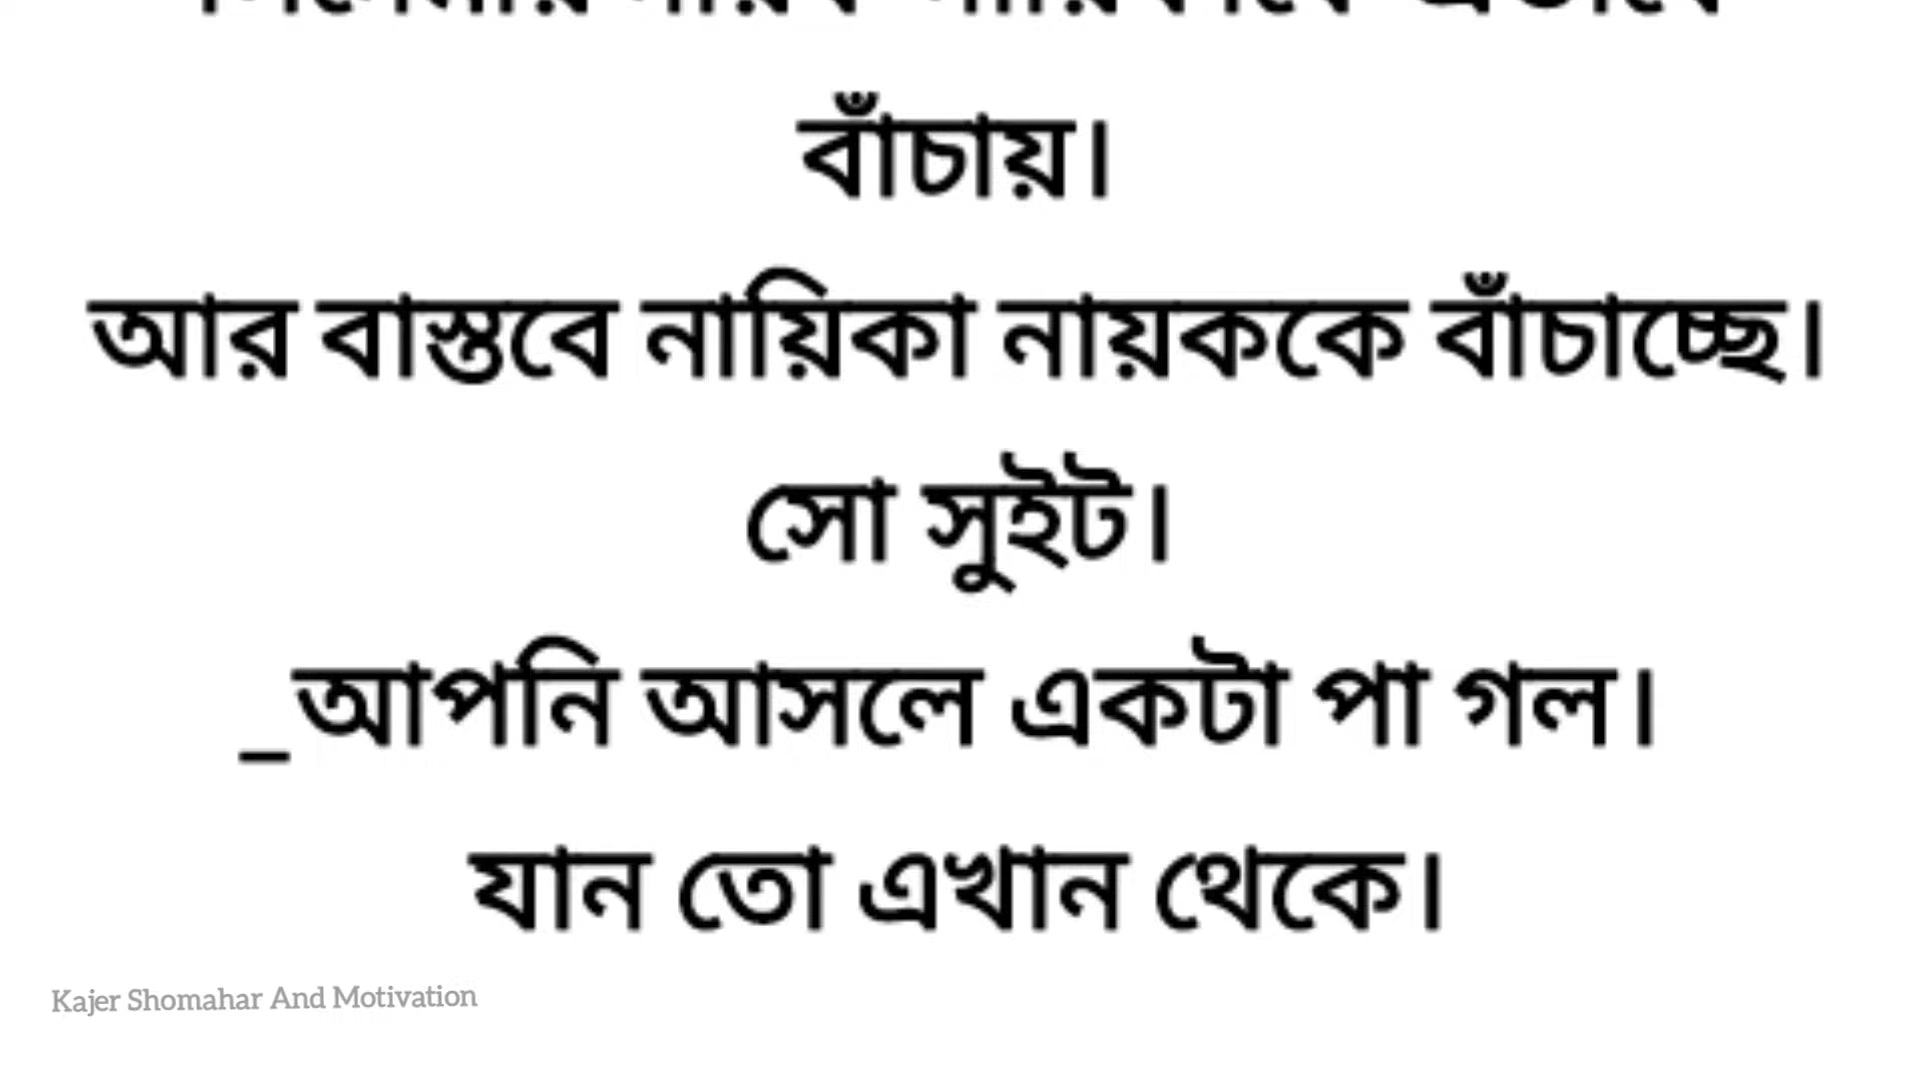 বাঁচায়।
আর বাস্তবে নায়িকা নায়ককে বাঁচাচ্ছে।
সো সুইট।
_আপনি আসলে একটা পা গল।
যান তো এখান থেকে।
Kajer Shomahar And Motivation